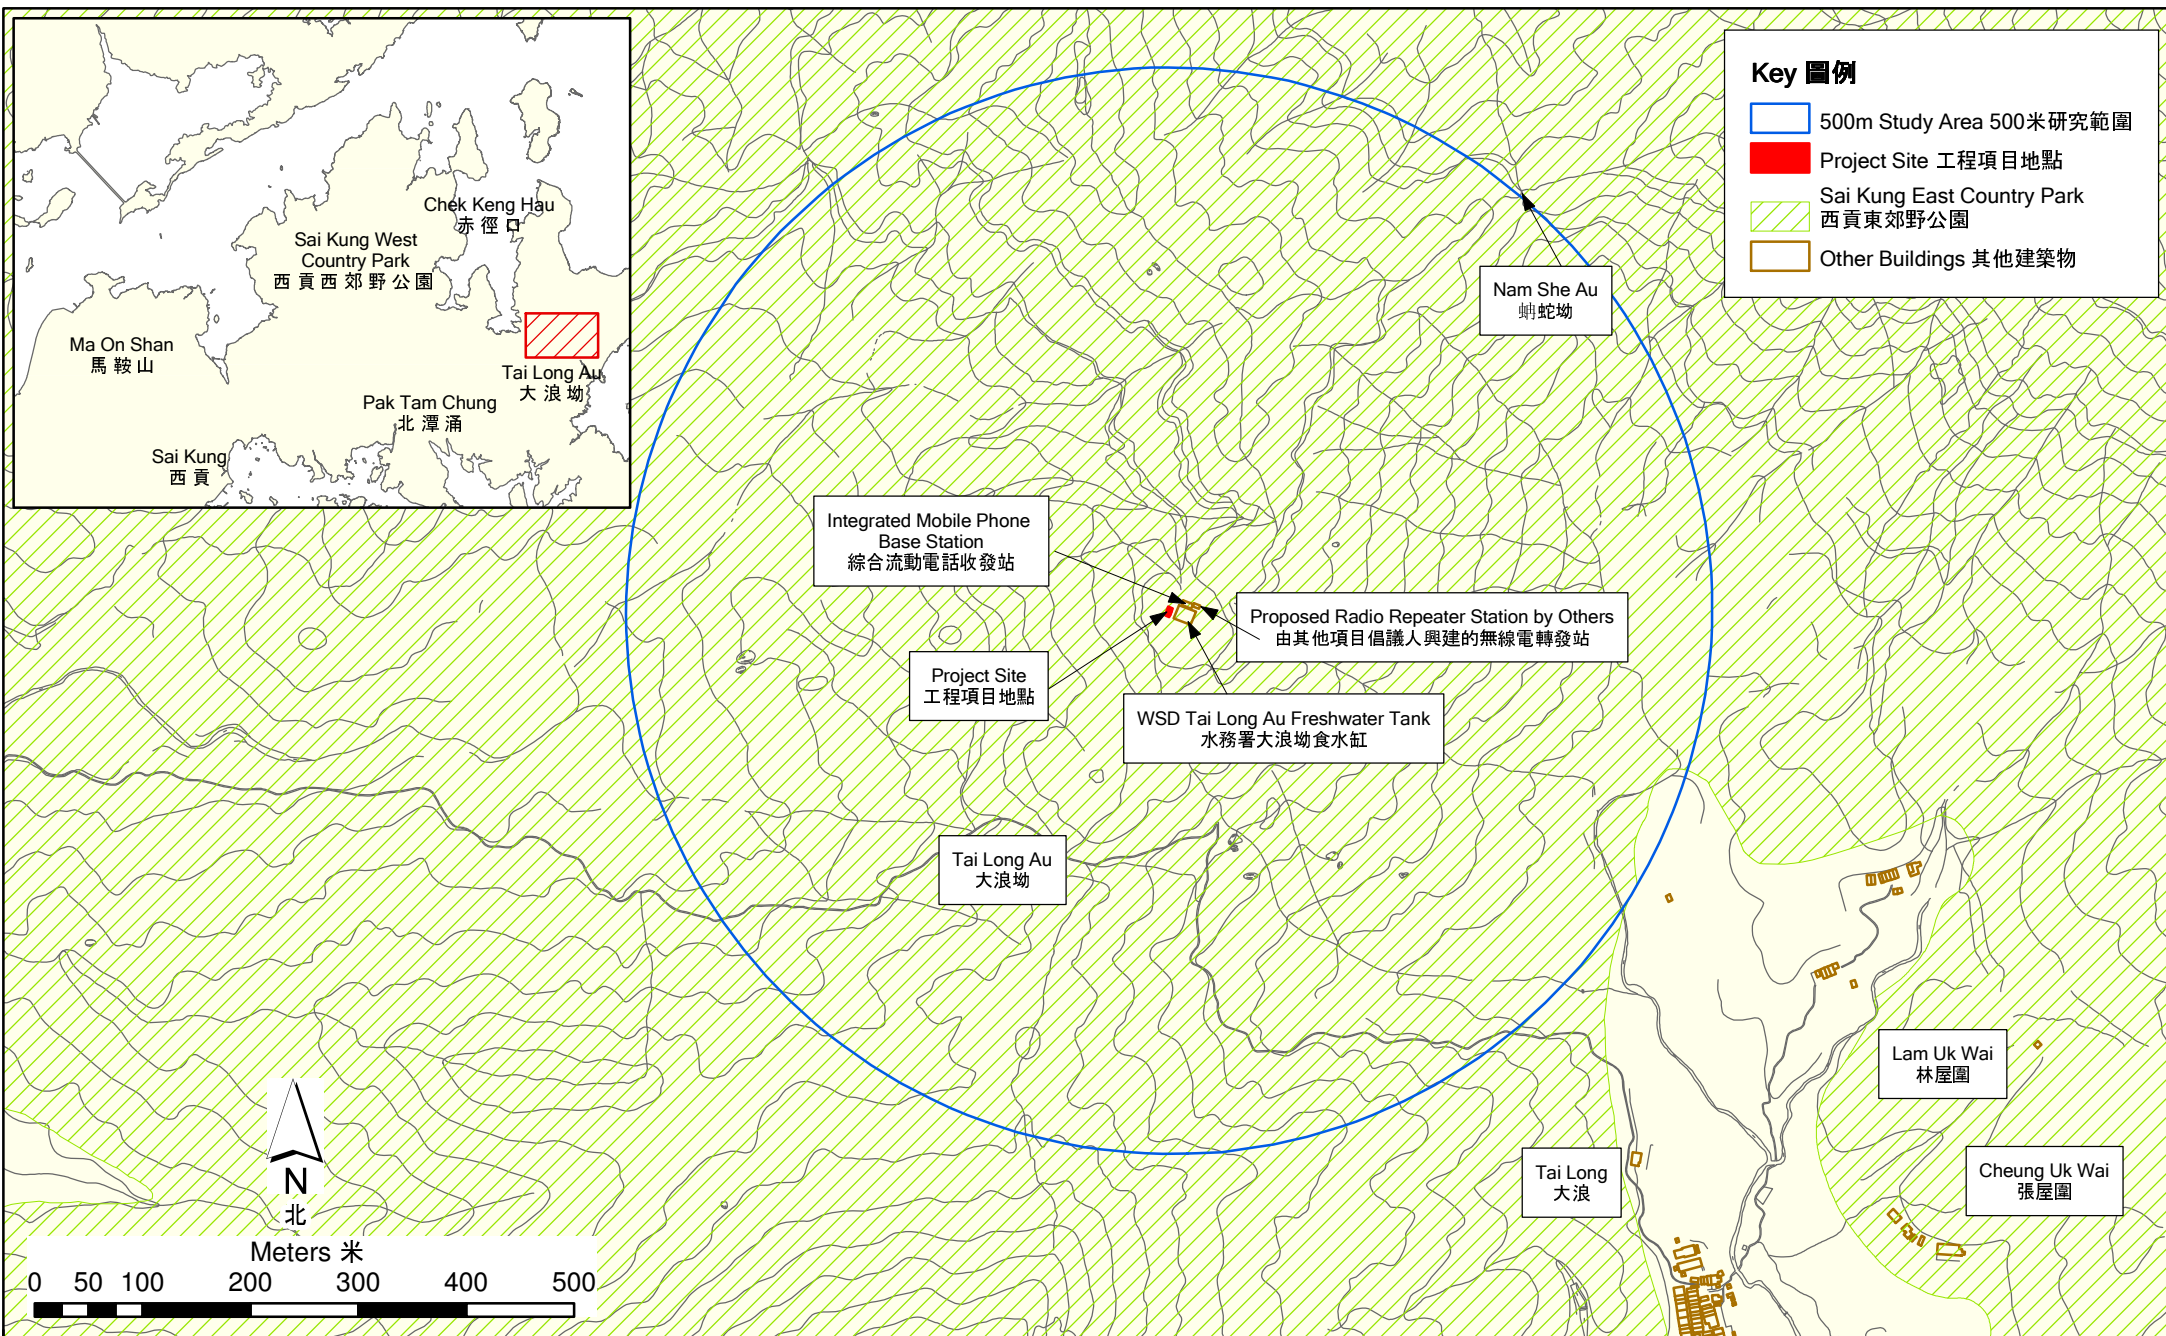 Chek Keng Hau
赤徑口
Sai Kung West
Country Park
西貢西郊野公園
Ma On Shan
馬鞍山
Tai Long Au
大浪坳
Pak Tam Chung
北潭涌
Sai Kung
西貢
Key 圖例
500m Study Area 500米研究範圍
Project Site 工程項目地點
Sai Kung East Country Park
西貢東郊野公園
Other Buildings 其他建築物
Nam She Au
蚺蛇坳
Integrated Mobile Phone
Base Station
綜合流動電話收發站
Proposed Radio Repeater Station by Others
由其他項目倡議人興建的無線電轉發站
Project Site
工程項目地點
WSD Tai Long Au Freshwater Tank
水務署大浪坳食水缸
Tai Long Au
大浪坳
Lam Uk Wai
林屋圍
Tai Long
大浪
Cheung Uk Wai
張屋圍
N
北
Meters 米
0 50 100 200 300 400 500